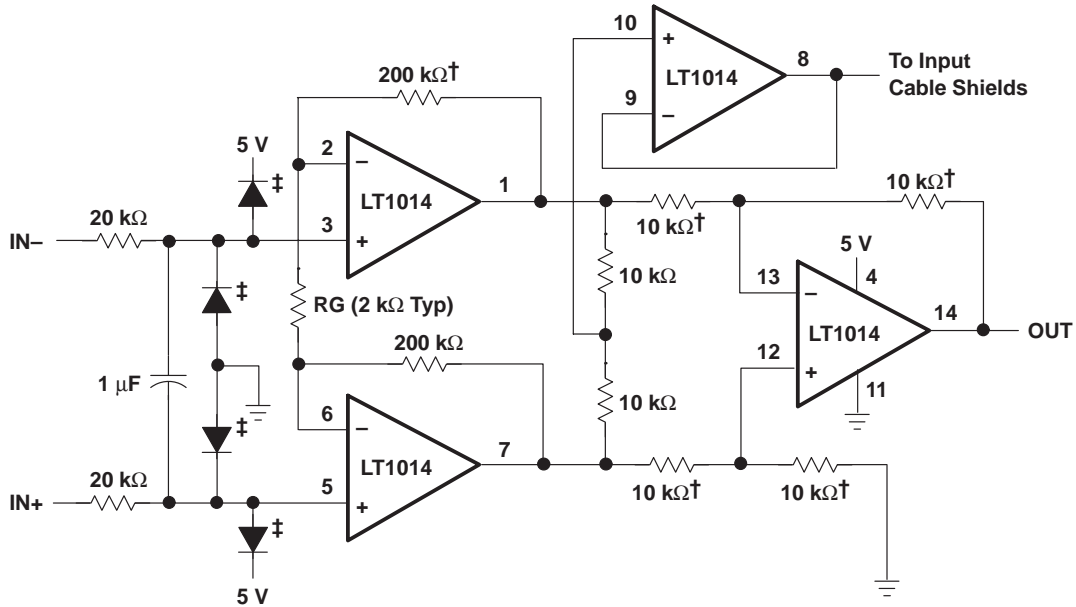 10
+
8
To Input
Cable Shields
LT1014
9
−
200 kΩ†
5 V
‡
2
−
1
LT1014
20 kΩ
3
+
IN−
10 kΩ†
10 kΩ†
‡
10 kΩ
5 V
4
13
−
14
LT1014
OUT
RG (2 kΩ Typ)
200 kΩ
12
+
11
1 μF
‡
10 kΩ
6
−
7
LT1014
20 kΩ
5
+
IN+
10 kΩ†
10 kΩ†
‡
5 V